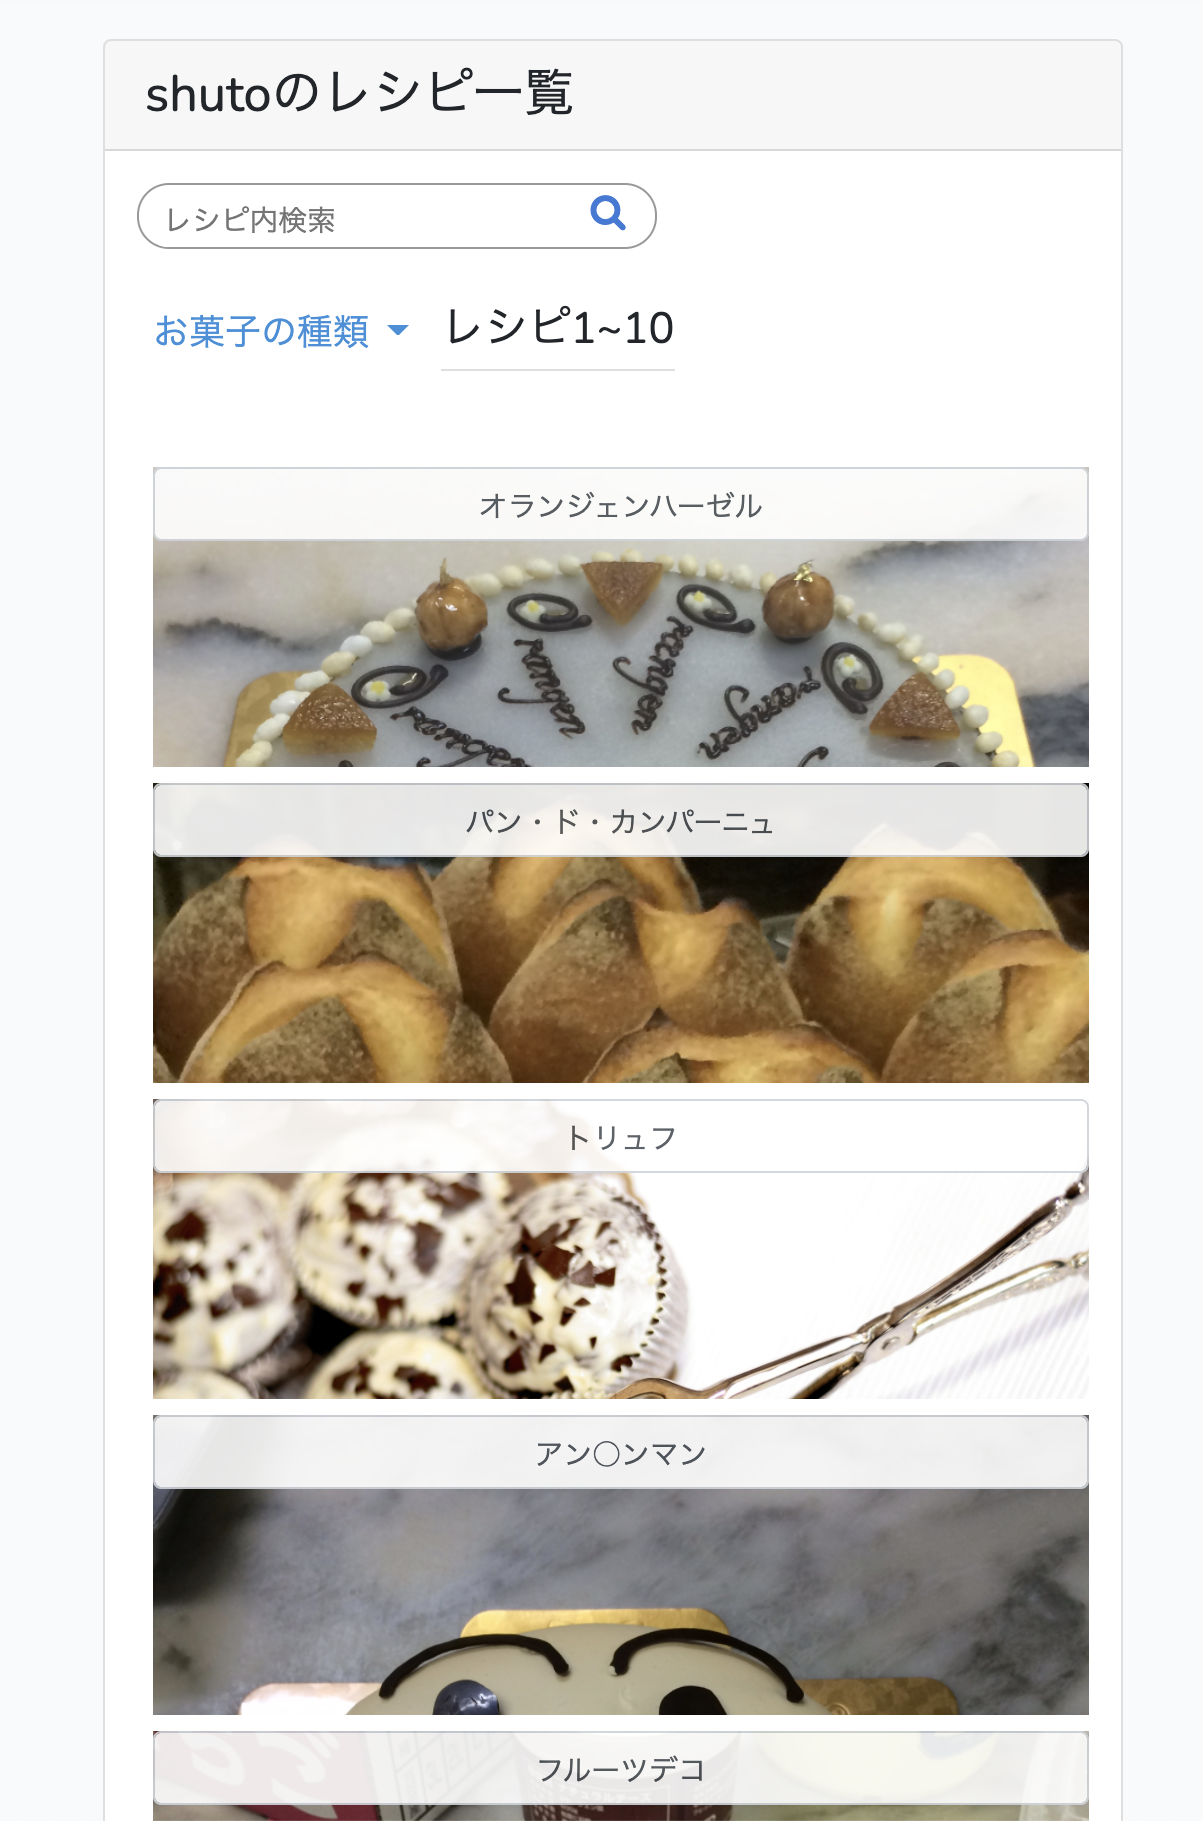 shutoのレシピ一覧
レシピ内検索
お菓子の種類
レシピ1~10
オランジェンハーゼル
Orangen
Orangen
Orangen
パン・ド・カンパーニュ
トリュフ
アン〇ンマン
フルーツデコ